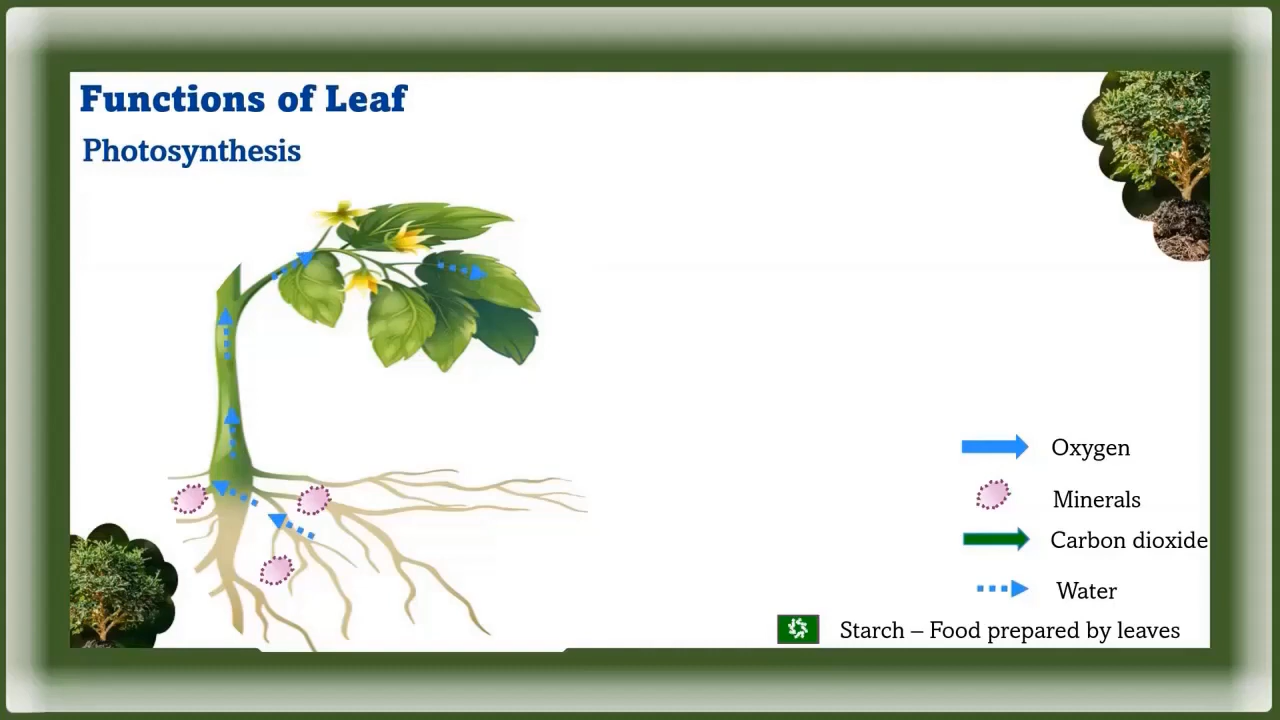 Functions of Leaf
Photosynthesis
Oxygen
Minerals
Carbon dioxide
Water
Starch – Food prepared by leaves